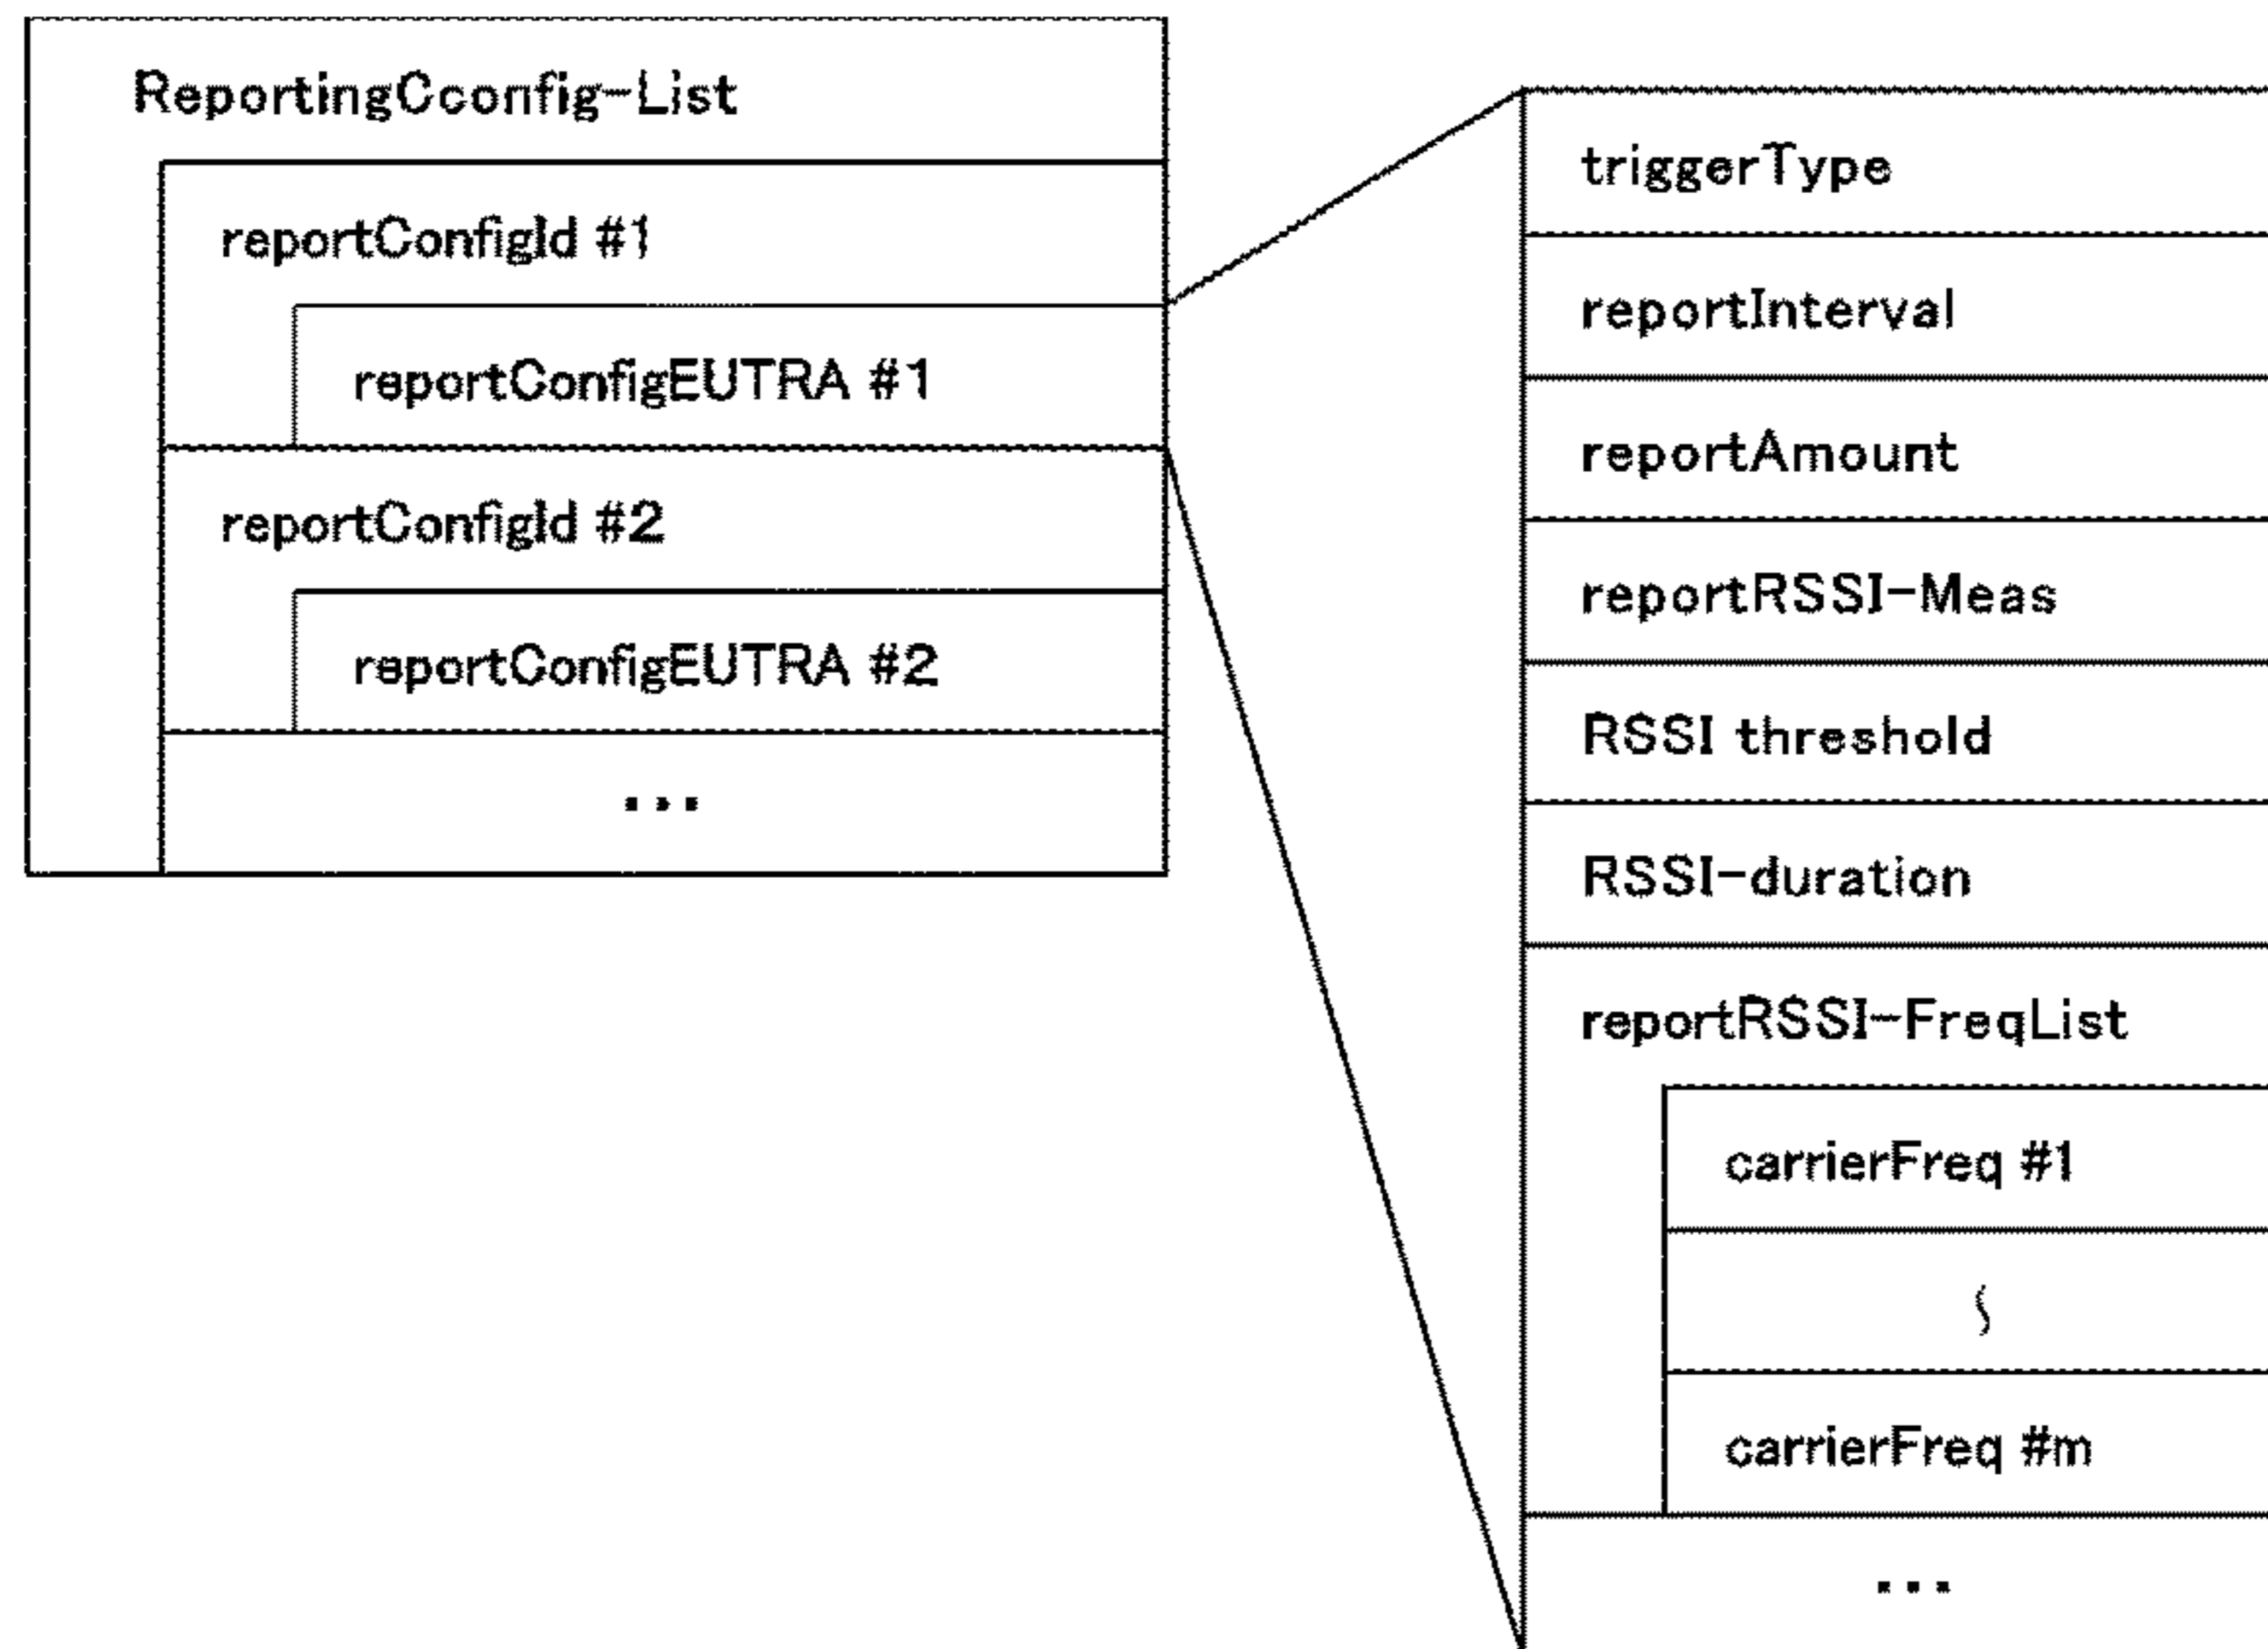 ReportingCconfig-List
reportConfigId #1
reportConfigEUTRA #1
reportConfigId #2
reportConfigEUTRA #2
...
triggerType
reportInterval
reportAmount
reportRSSI-Meas
RSSI threshold
RSSI-duration
reportRSSI-FreqList
carrierFreq #1
~
carrierFreq #m
...